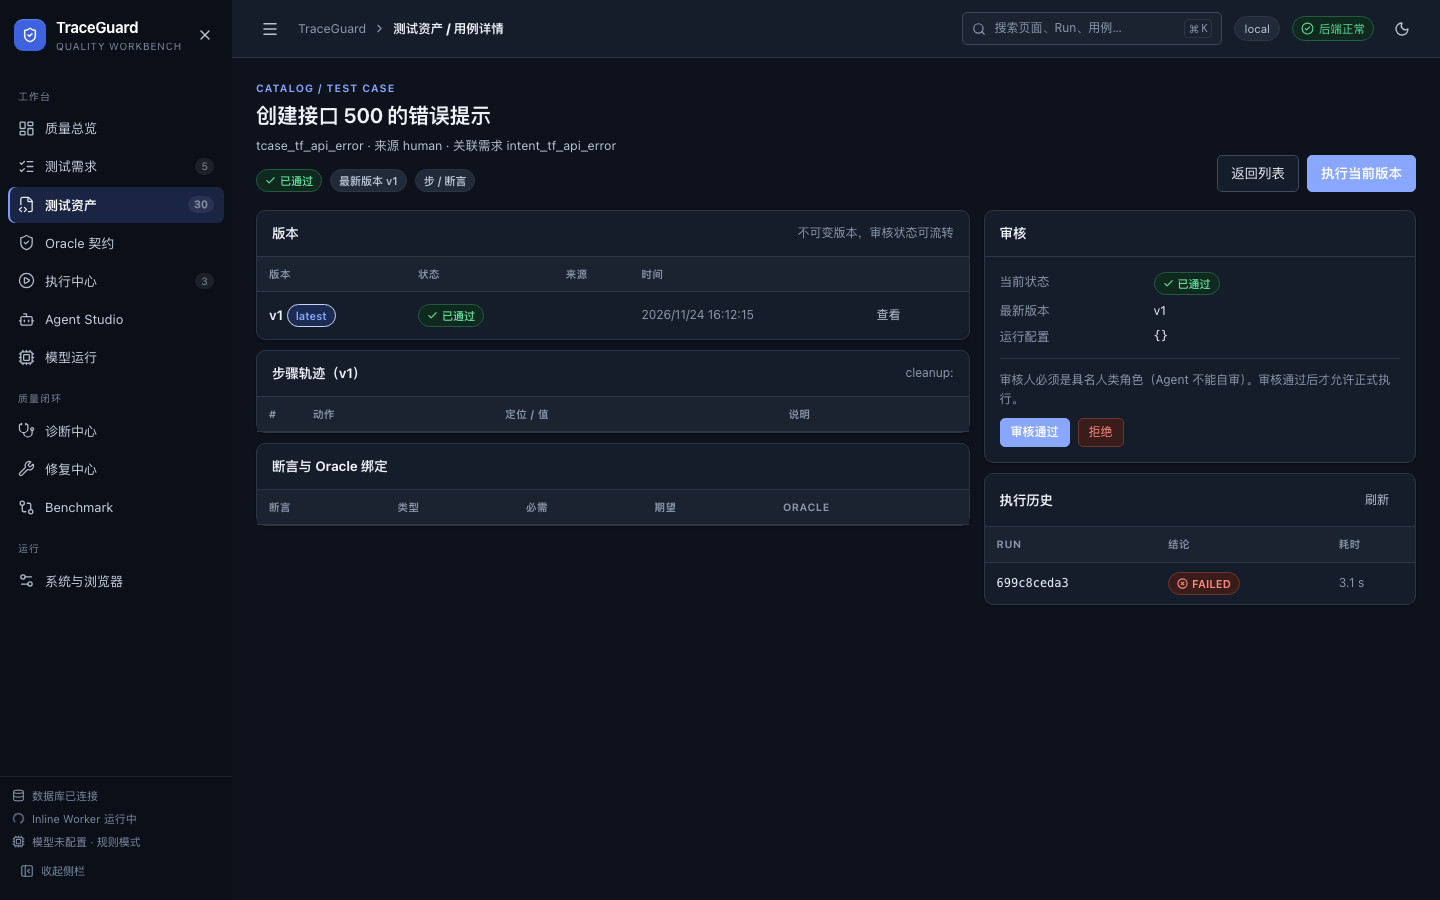 TraceGuard
QUALITY WORKBENCH
工作台
质量总览
测试需求 5
测试资产 30
Oracle 契约
执行中心 3
Agent Studio
模型运行
质量闭环
诊断中心
修复中心
Benchmark
运行
系统与浏览器
数据库已连接
Inline Worker 运行中
模型未配置 · 规则模式
收起侧栏
TraceGuard > 测试资产 / 用例详情
搜索页面、Run、用例... ⌘ K
local
后端正常
CATALOG / TEST CASE
创建接口 500 的错误提示
tcase_tf_api_error · 来源 human · 关联需求 intent_tf_api_error
已通过 最新版本 v1 步 / 断言
返回列表 执行当前版本
版本 不可变版本，审核状态可流转
版本 状态 来源 时间
v1 latest 已通过 2026/11/24 16:12:15 查看
步骤轨迹（v1） cleanup:
# 动作 定位 / 值 说明
断言与 Oracle 绑定
断言 类型 必需 期望 ORACLE
审核
当前状态 已通过
最新版本 v1
运行配置 {}
审核人必须是具名人类角色（Agent 不能自审）。审核通过后才允许正式执
行。
审核通过 拒绝
执行历史 刷新
RUN 结论 耗时
699c8ceda3 FAILED 3.1 s